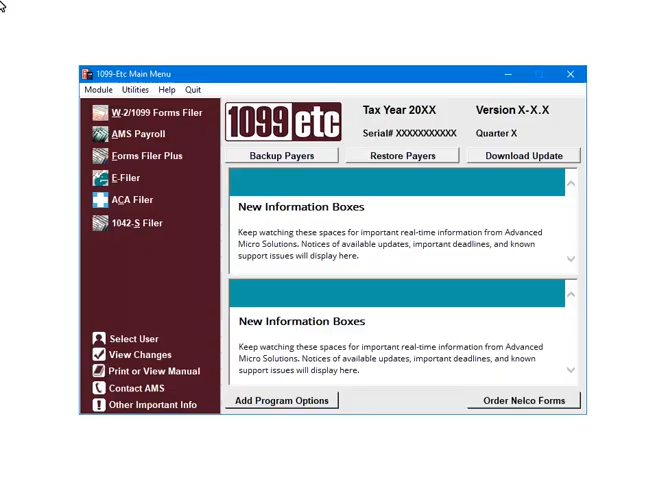 1099-Etc Main Menu
Module Utilities Help Quit
W-2/1099 Forms Filer
AMS Payroll
Forms Filer Plus
E-Filer
ACA Filer
1042-S Filer
Select User
View Changes
Print or View Manual
Contact AMS
Other Important Info
1099 etc
Tax Year 20XX
Version X-X.X
Serial# XXXXXXXXXXX
Quarter X
Backup Payers
Restore Payers
Download Update
New Information Boxes
Keep watching these spaces for important real-time information from Advanced
Micro Solutions. Notices of available updates, important deadlines, and known
support issues will display here.
New Information Boxes
Keep watching these spaces for important real-time information from Advanced
Micro Solutions. Notices of available updates, important deadlines, and known
support issues will display here.
Add Program Options
Order Nelco Forms